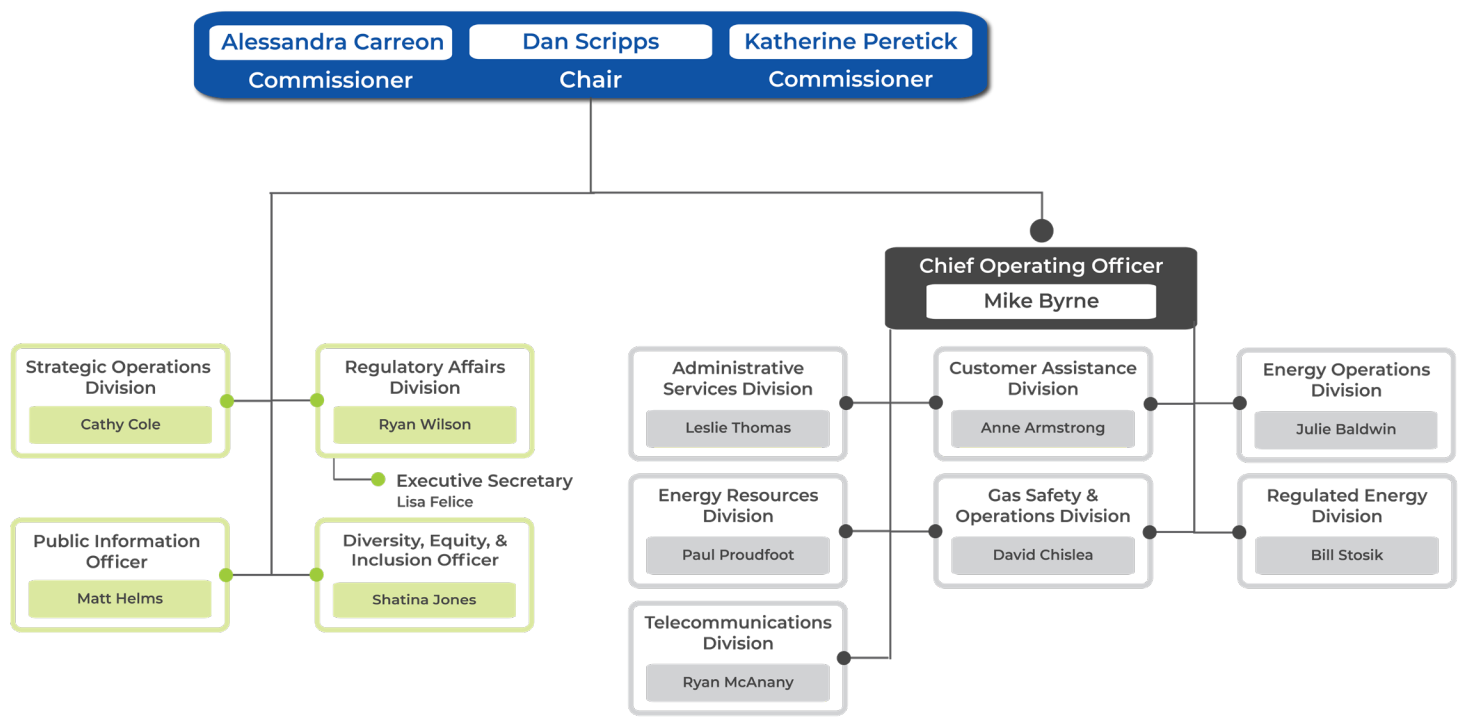 Alessandra Carreon
Commissioner
Dan Scripps
Chair
Katherine Peretick
Commissioner
Chief Operating Officer
Mike Byrne
Strategic Operations
Division
Cathy Cole
Regulatory Affairs
Division
Ryan Wilson
Executive Secretary
Lisa Felice
Public Information
Officer
Matt Helms
Diversity, Equity, &
Inclusion Officer
Shatina Jones
Administrative
Services Division
Leslie Thomas
Customer Assistance
Division
Anne Armstrong
Energy Operations
Division
Julie Baldwin
Energy Resources
Division
Paul Proudfoot
Gas Safety &
Operations Division
David Chislea
Regulated Energy
Division
Bill Stosik
Telecommunications
Division
Ryan McAnany